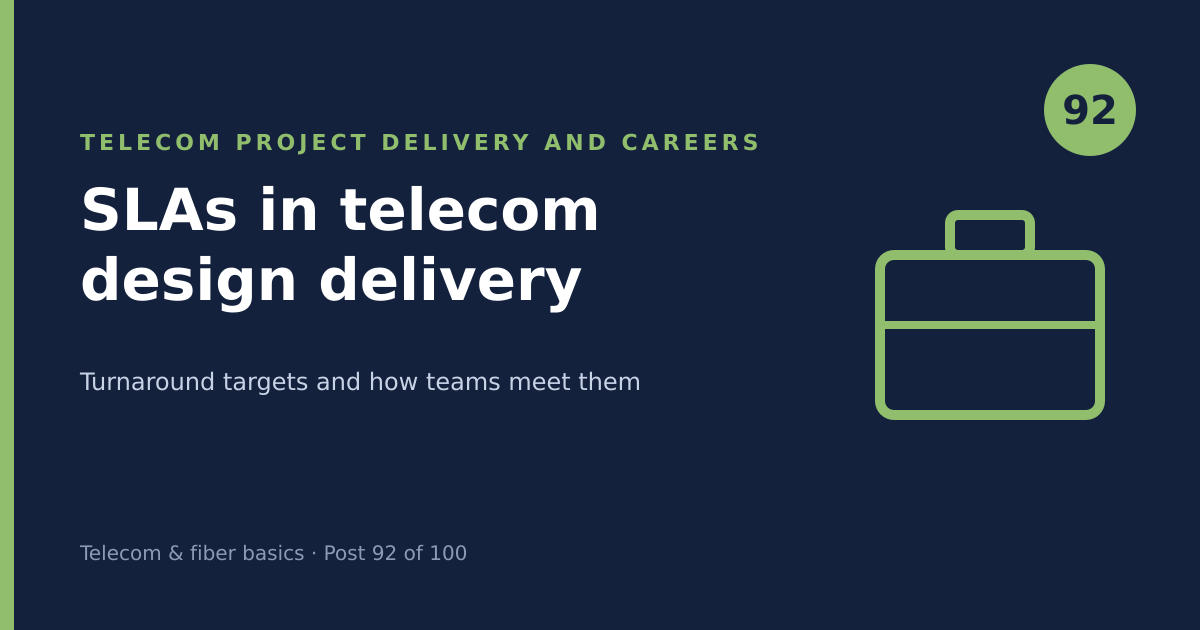 92
TELECOM PROJECT DELIVERY AND CAREERS
SLAs in telecom
design delivery
Turnaround targets and how teams meet them
Telecom & fiber basics · Post 92 of 100